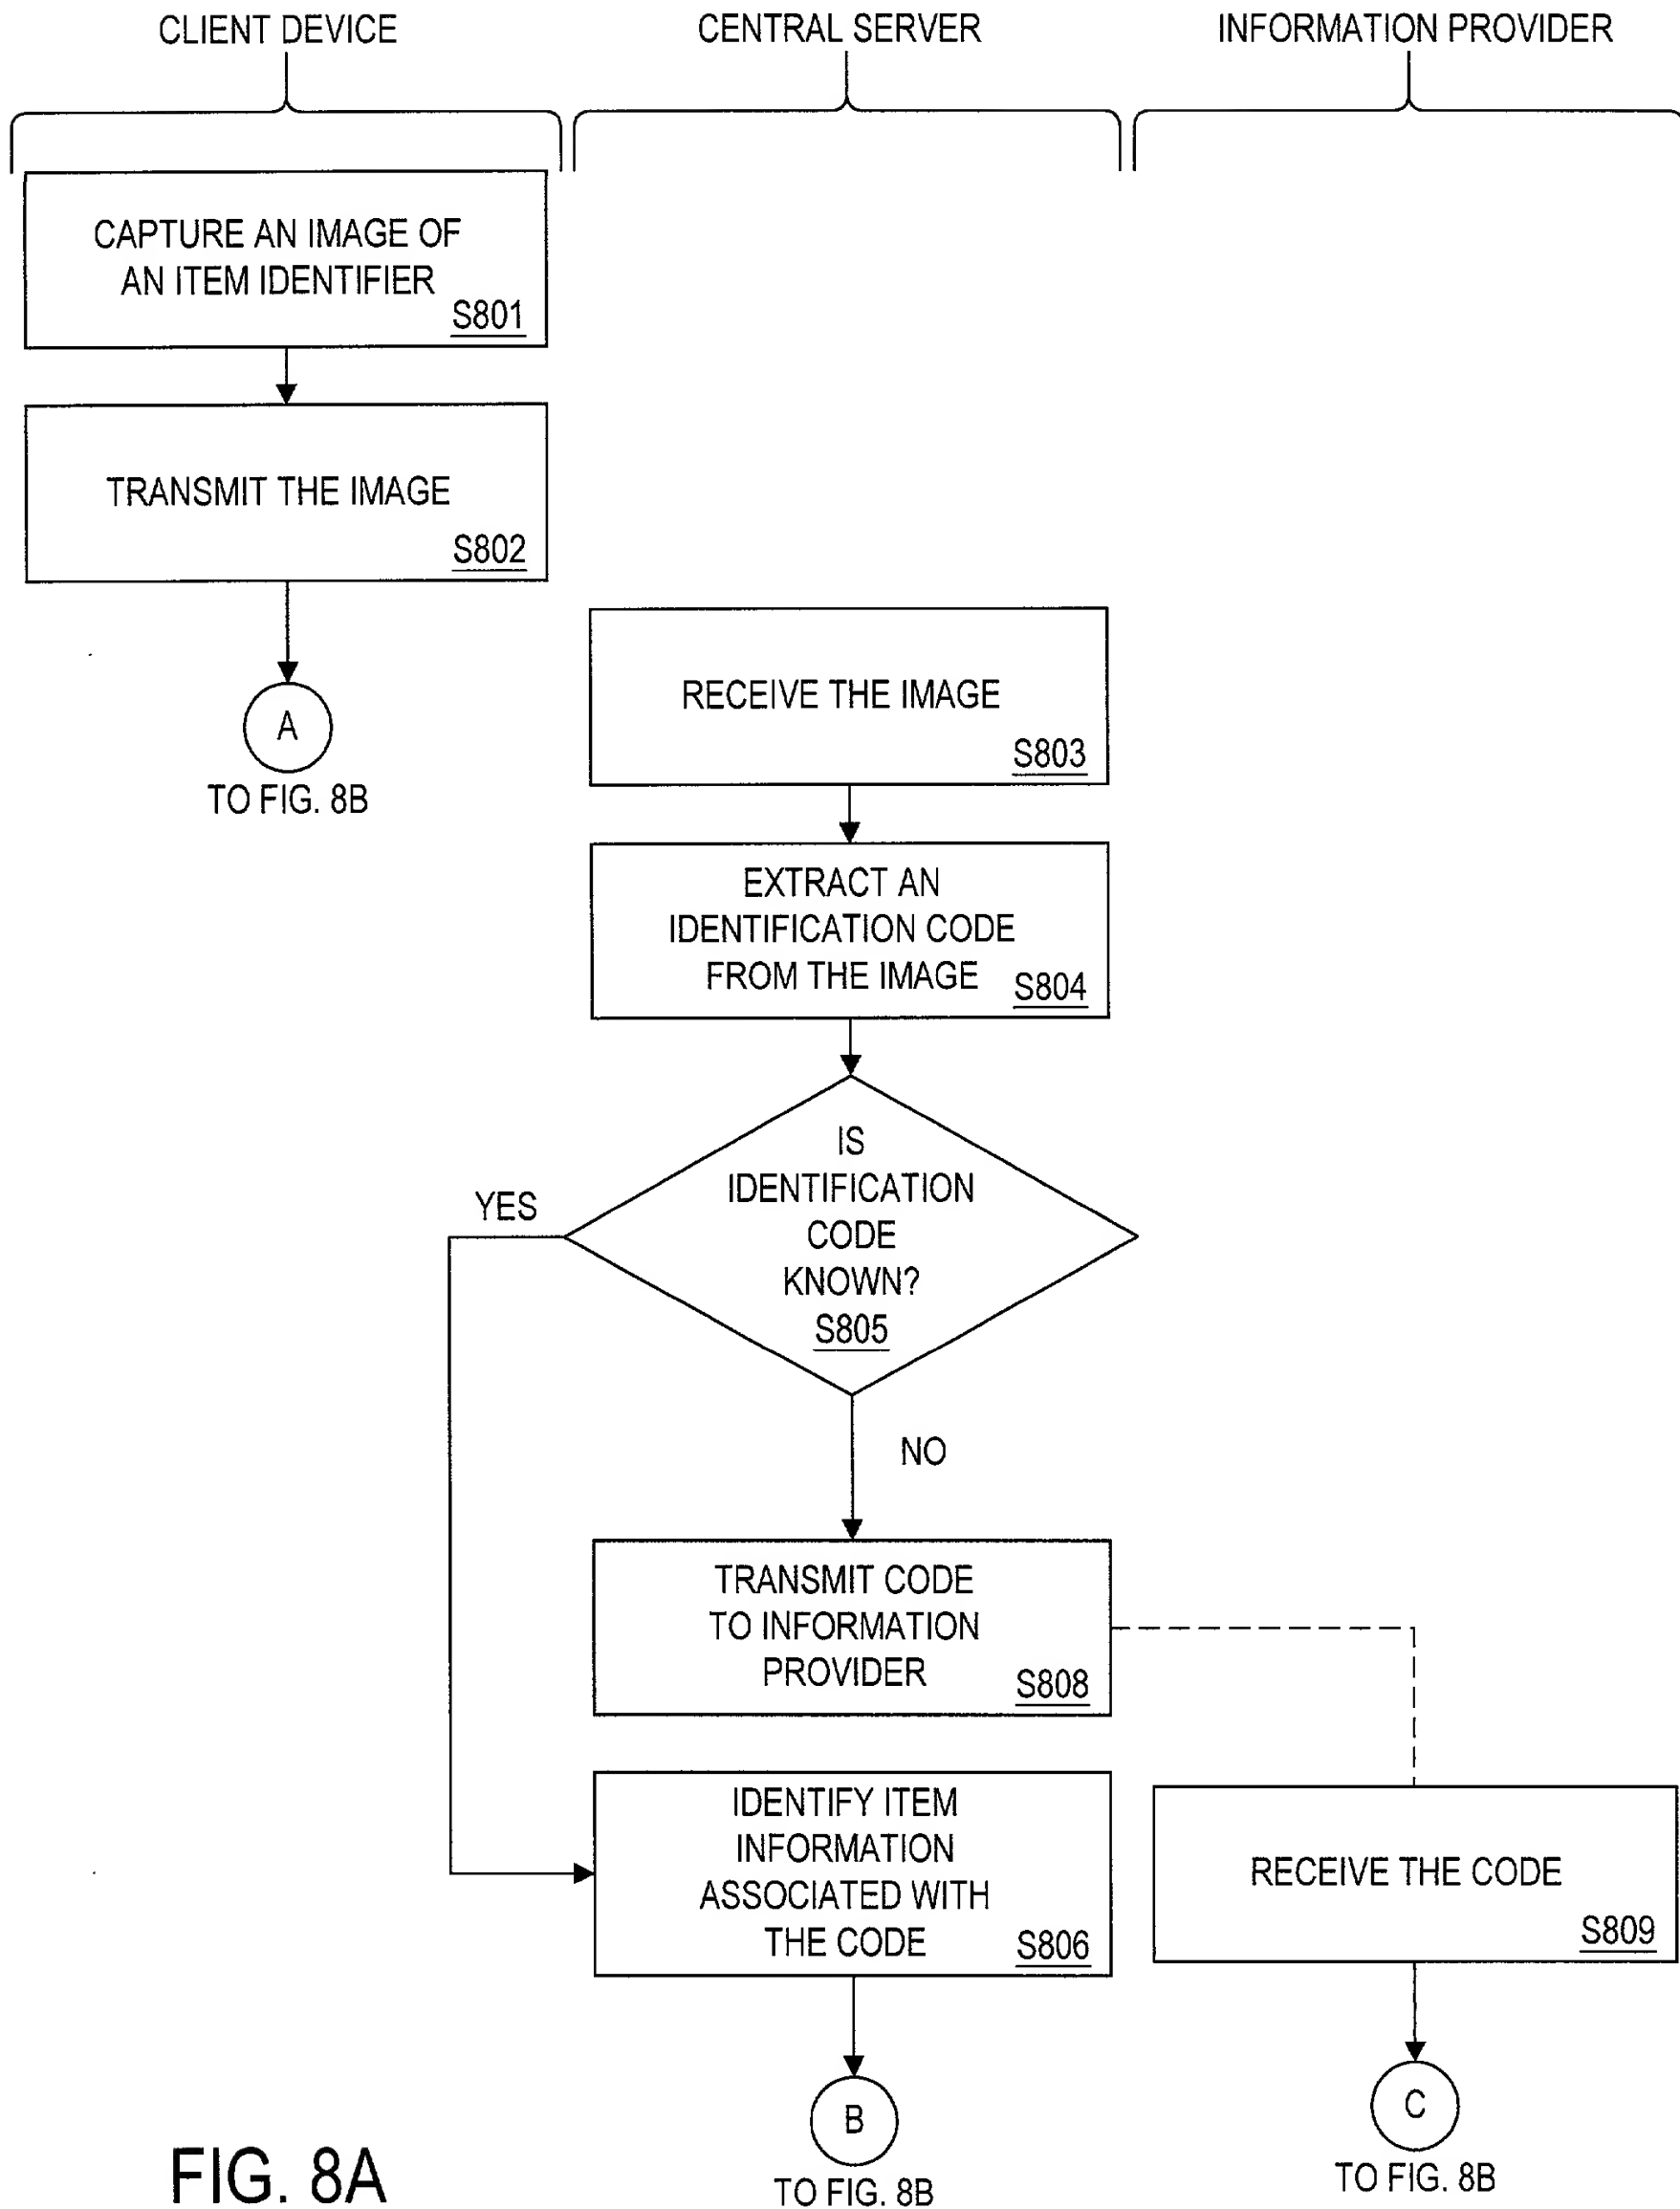 CLIENT DEVICE
CENTRAL SERVER
INFORMATION PROVIDER
CAPTURE AN IMAGE OF
AN ITEM IDENTIFIER
S801
TRANSMIT THE IMAGE
S802
A
TO FIG. 8B
RECEIVE THE IMAGE
S803
EXTRACT AN
IDENTIFICATION CODE
FROM THE IMAGE
S804
IS
IDENTIFICATION
CODE
KNOWN?
S805
YES
NO
TRANSMIT CODE
TO INFORMATION
PROVIDER
S808
IDENTIFY ITEM
INFORMATION
ASSOCIATED WITH
THE CODE
S806
RECEIVE THE CODE
S809
B
TO FIG. 8B
C
TO FIG. 8B
FIG. 8A